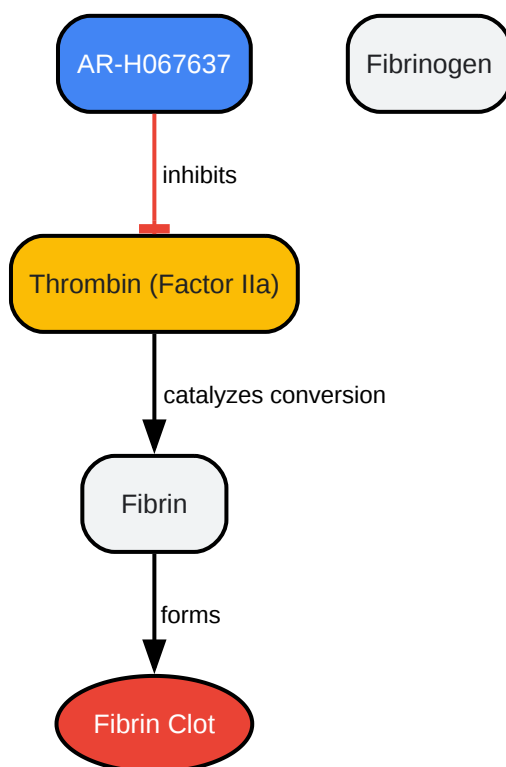 AR-H067637
Fibrinogen
inhibits
Thrombin (Factor IIa)
catalyzes conversion
Fibrin
forms
Fibrin Clot